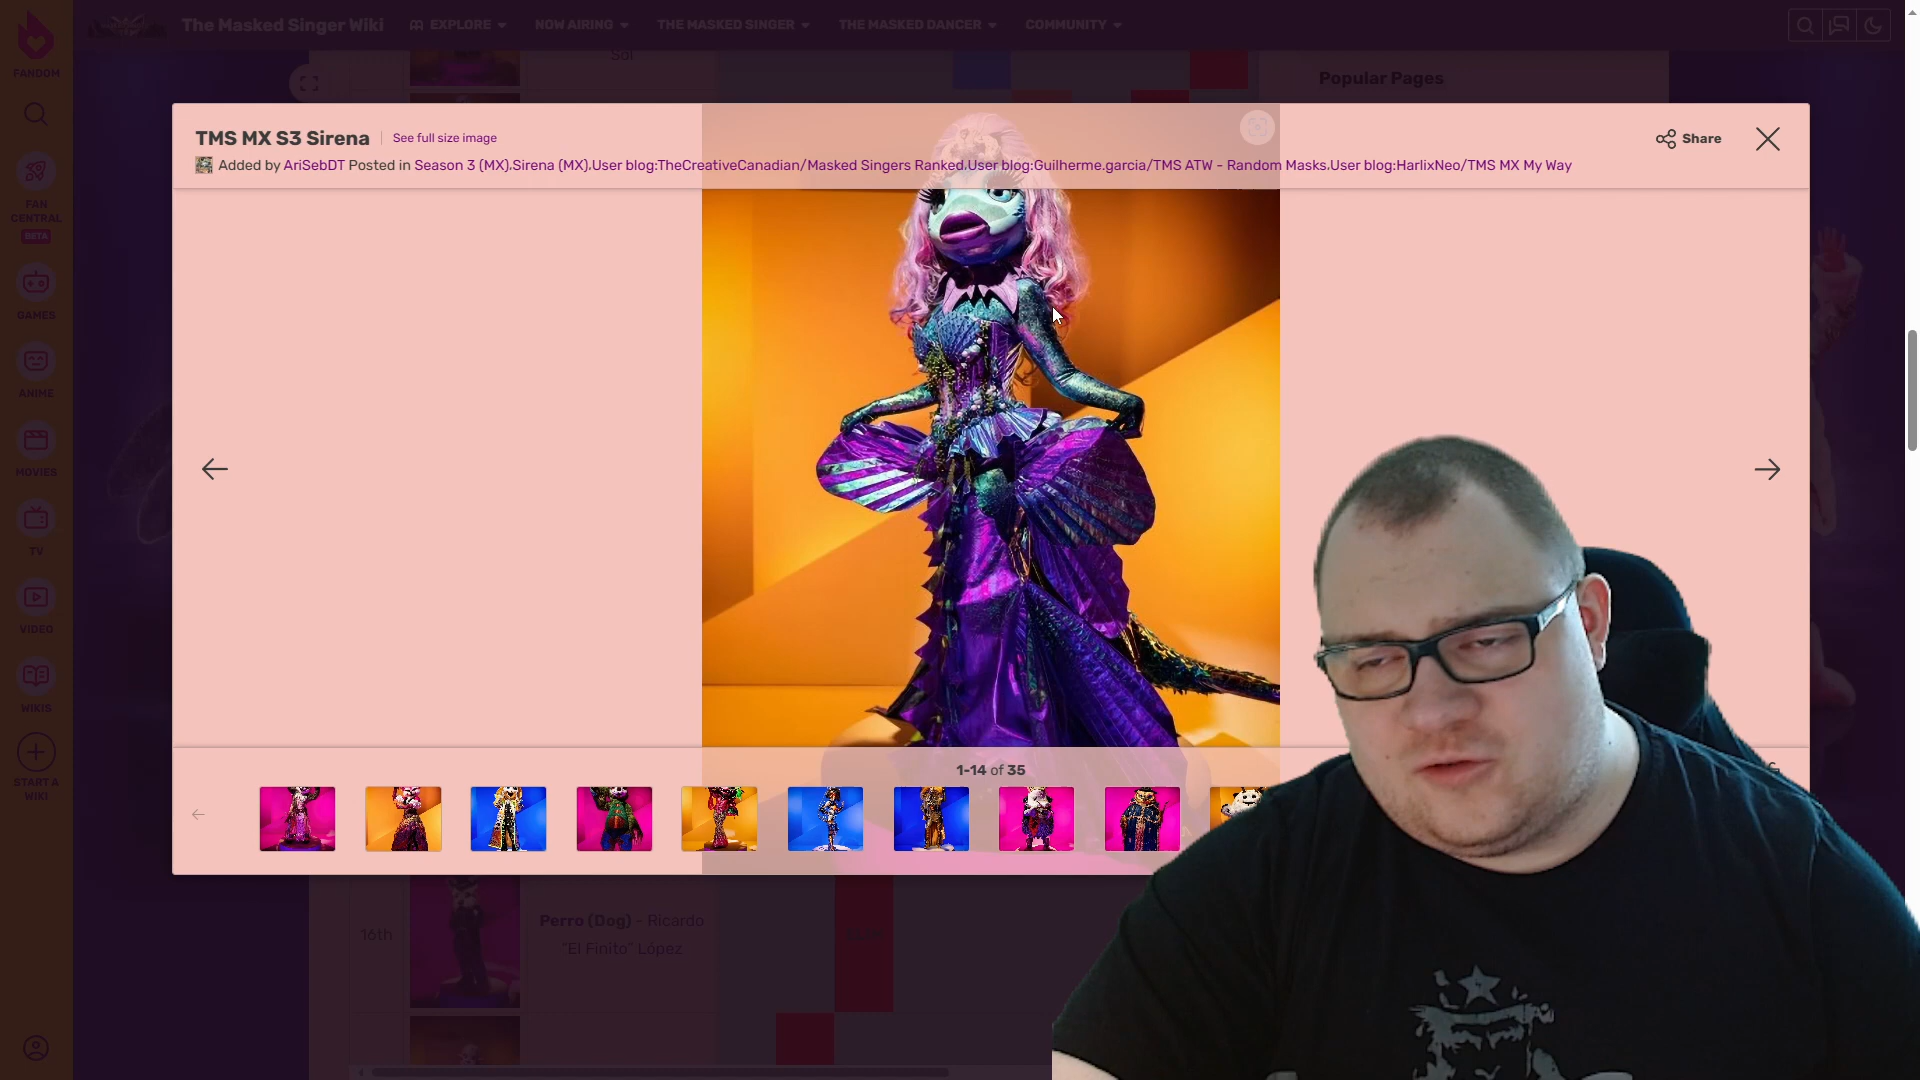 The Masked Singer Wiki
EXPLORE
NOW AIRING
THE MASKED SINGER
THE MASKED DANCER
COMMUNITY
FANDOM
FAN CENTRAL
BETA
GAMES
ANIME
MOVIES
TV
VIDEO
WIKIS
START A WIKI
Sol
Popular Pages
TMS MX S3 Sirena
See full size image
Share
Added by AriSebDT Posted in Season 3 (MX),Sirena (MX),User blog:TheCreativeCanadian/Masked Singers Ranked,User blog:Guilherme.garcia/TMS ATW - Random Masks,User blog:HarlixNeo/TMS MX My Way
1-14 of 35
16th
Perro (Dog) - Ricardo
"El Finito" López